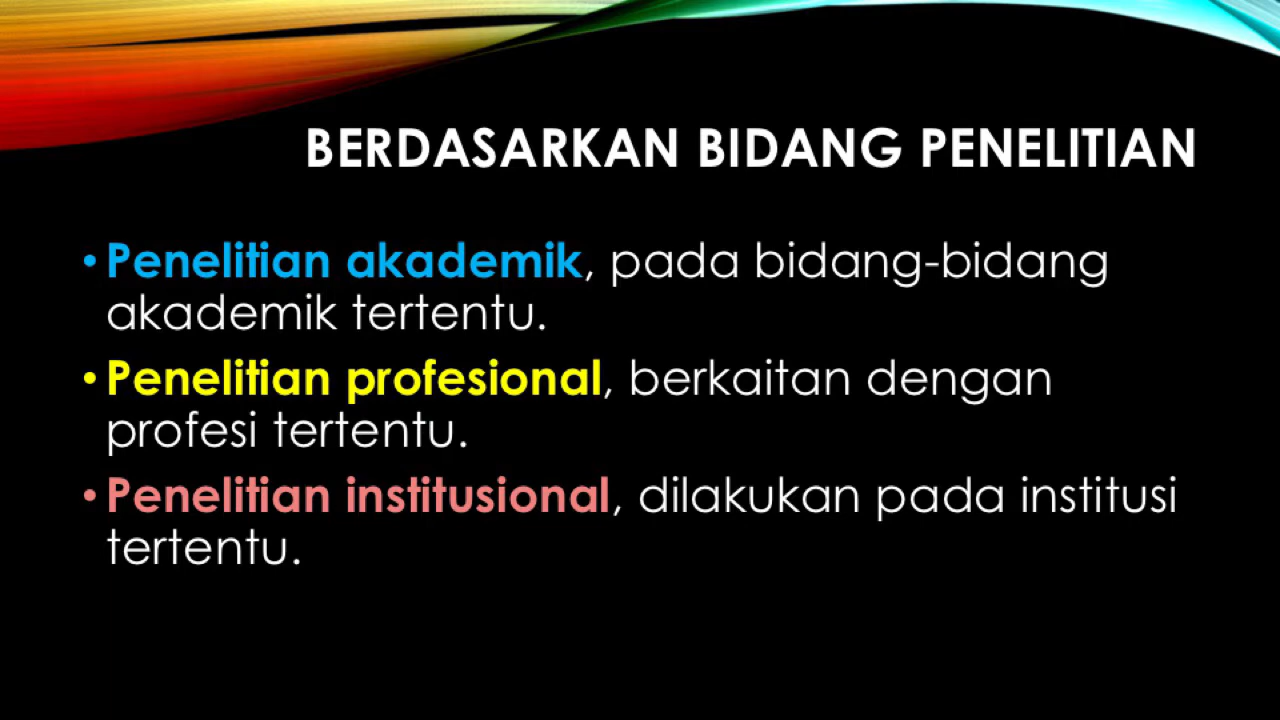 BERDASARKAN BIDANG PENELITIAN
• Penelitian akademik, pada bidang-bidang
akademik tertentu.
• Penelitian profesional, berkaitan dengan
profesi tertentu.
• Penelitian institusional, dilakukan pada institusi
tertentu.